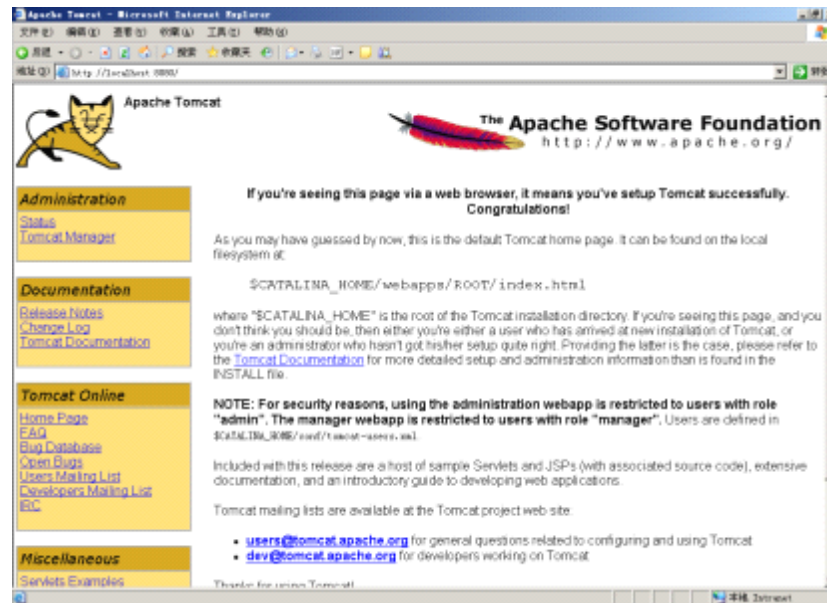 Apache Tomcat - Microsoft Internet Explorer
文件(F) 编辑(E) 查看(V) 收藏(A) 工具(T) 帮助(H)
后退 搜索 收藏夹
地址(D) http://localhost:8080/ 转到
Apache Tomcat
The Apache Software Foundation
http://www.apache.org/
Administration
Status
Tomcat Manager
Documentation
Release Notes
Change Log
Tomcat Documentation
Tomcat Online
Home Page
FAQ
Bug Database
Open Bugs
Users Mailing List
Developers Mailing List
IRC
Miscellaneous
Servlets Examples
If you're seeing this page via a web browser, it means you've setup Tomcat successfully.
Congratulations!
As you may have guessed by now, this is the default Tomcat home page. It can be found on the local
filesystem at:
$CATALINA_HOME/webapps/ROOT/index.html
where "$CATALINA_HOME" is the root of the Tomcat installation directory. If you're seeing this page, and you
don't think you should be, then either you're either a user who has arrived at new installation of Tomcat, or
you're an administrator who hasn't got his/her setup quite right. Providing the latter is the case, please refer to
the Tomcat Documentation for more detailed setup and administration information than is found in the
INSTALL file.
NOTE: For security reasons, using the administration webapp is restricted to users with role
"admin". The manager webapp is restricted to users with role "manager". Users are defined in
$CATALINA_HOME/conf/tomcat-users.xml.
Included with this release are a host of sample Servlets and JSPs (with associated source code), extensive
documentation, and an introductory guide to developing web applications.
Tomcat mailing lists are available at the Tomcat project web site:
users@tomcat.apache.org for general questions related to configuring and using Tomcat
dev@tomcat.apache.org for developers working on Tomcat
Thanks for using Tomcat!
本地 Intranet